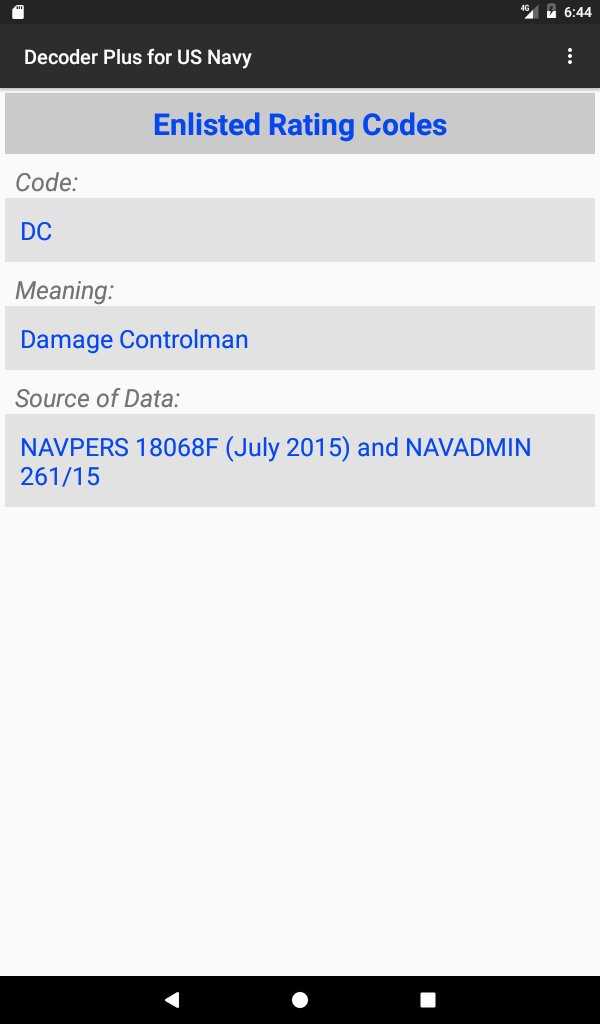 4G 6:44
Decoder Plus for US Navy
Enlisted Rating Codes
Code:
DC
Meaning:
Damage Controlman
Source of Data:
NAVPERS 18068F (July 2015) and NAVADMIN
261/15